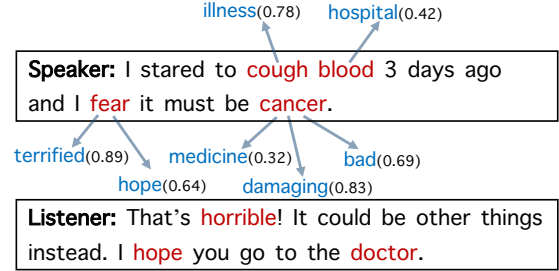 illness(0.78) hospital(0.42)
Speaker: I stared to cough blood 3 days ago
and I fear it must be cancer.
terrified(0.89) medicine(0.32) bad(0.69)
hope(0.64) damaging(0.83)
Listener: That's horrible! It could be other things
instead. I hope you go to the doctor.